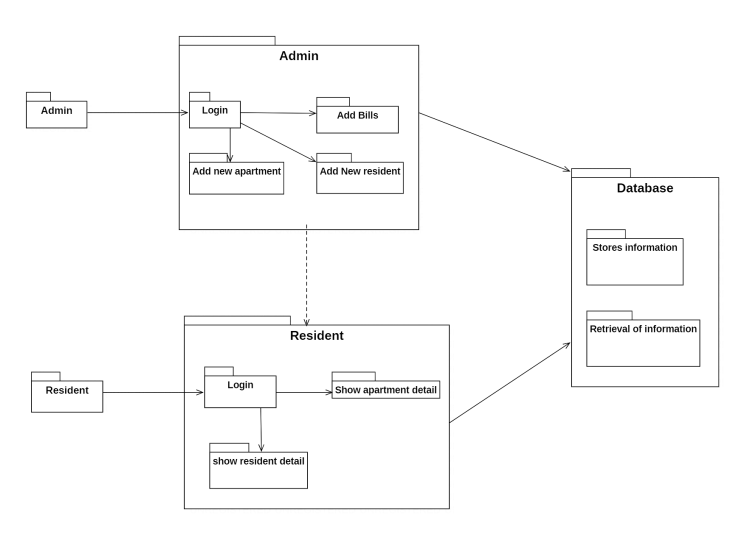 Admin
Admin
Login
Add Bills
Add new apartment
Add New resident
Database
Stores information
Retrieval of information
Resident
Resident
Login
Show apartment detail
show resident detail